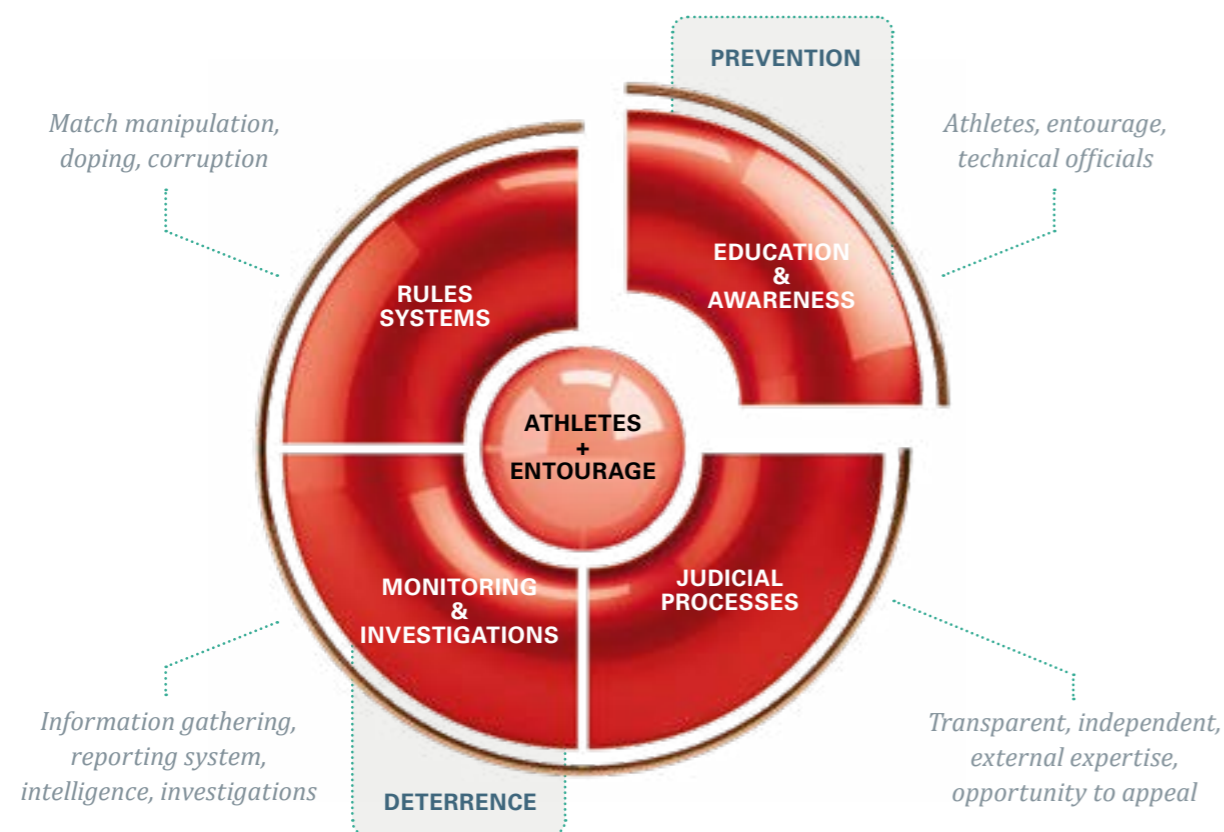 PREVENTION
Match manipulation,
doping, corruption
Athletes, entourage,
technical officials
EDUCATION
&
AWARENESS
RULES
SYSTEMS
ATHLETES
+
ENTOURAGE
MONITORING
&
INVESTIGATIONS
JUDICIAL
PROCESSES
Information gathering,
reporting system,
intelligence, investigations
Transparent, independent,
external expertise,
opportunity to appeal
DETERRENCE